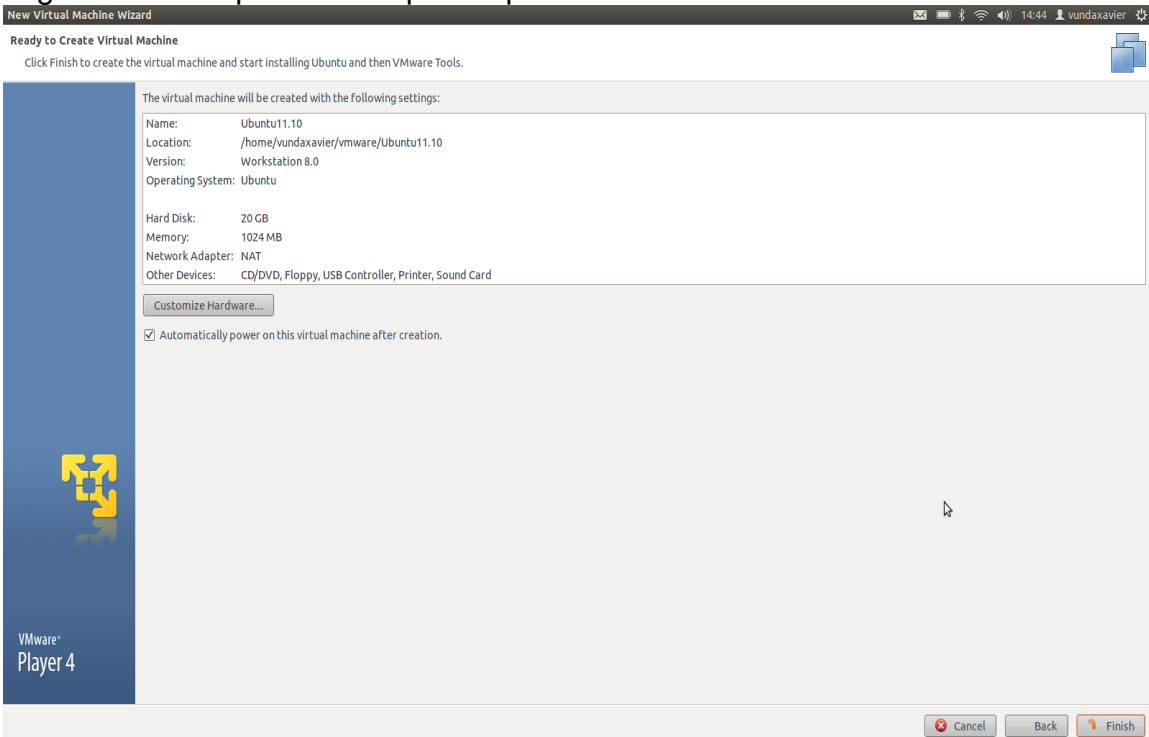 New Virtual Machine Wizard 14:44 vundaxavier
Ready to Create Virtual Machine
Click Finish to create the virtual machine and start installing Ubuntu and then VMware Tools.
The virtual machine will be created with the following settings:
Name: Ubuntu11.10
Location: /home/vundaxavier/vmware/Ubuntu11.10
Version: Workstation 8.0
Operating System: Ubuntu
Hard Disk: 20 GB
Memory: 1024 MB
Network Adapter: NAT
Other Devices: CD/DVD, Floppy, USB Controller, Printer, Sound Card
Customize Hardware...
Automatically power on this virtual machine after creation.
VMware
Player 4
Cancel Back Finish